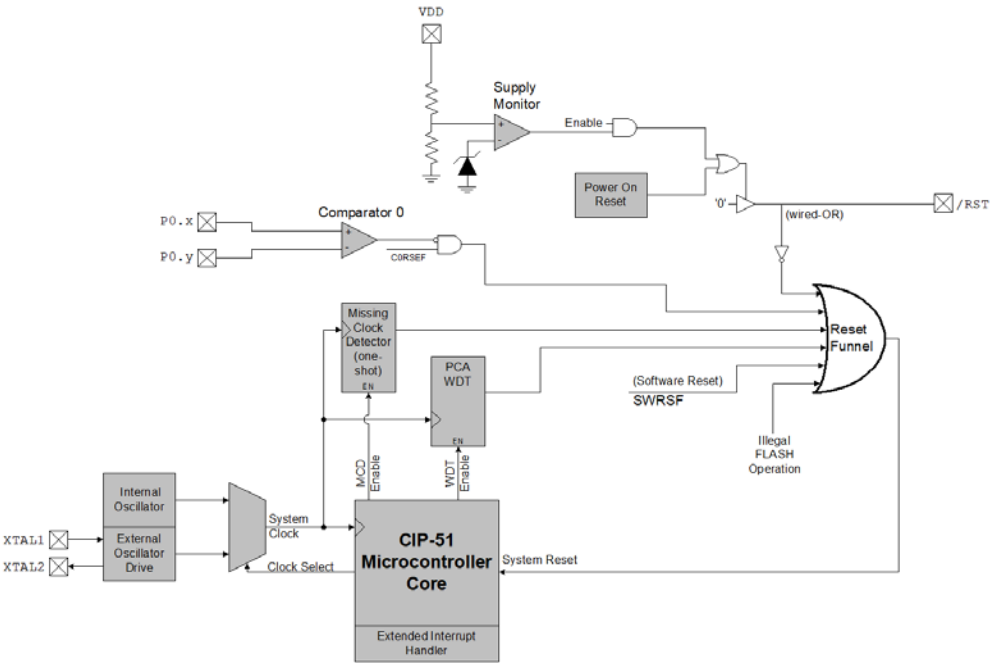 VDD
Supply
Monitor
Enable
Power On
Reset
'0'
(wired-OR)
/RST
P0.x
P0.y
Comparator 0
C0RSEF
Missing
Clock
Detector
(one-
shot)
EN
PCA
WDT
EN
(Software Reset)
SWRSF
Reset
Funnel
Illegal
FLASH
Operation
MCD
Enable
WDT
Enable
Internal
Oscillator
External
Oscillator
Drive
XTAL1
XTAL2
System
Clock
Clock Select
CIP-51
Microcontroller
Core
System Reset
Extended Interrupt
Handler